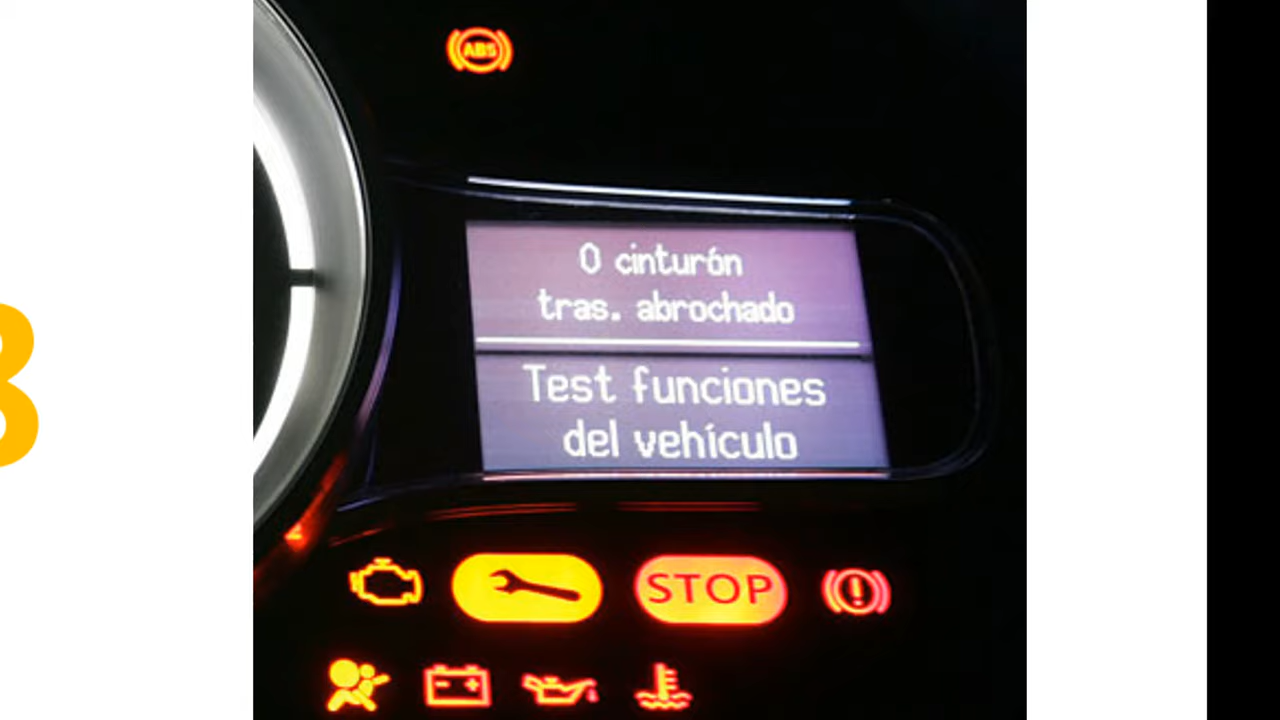 ABS
0 cinturón
tras. abrochado
Test funciones
del vehículo
STOP